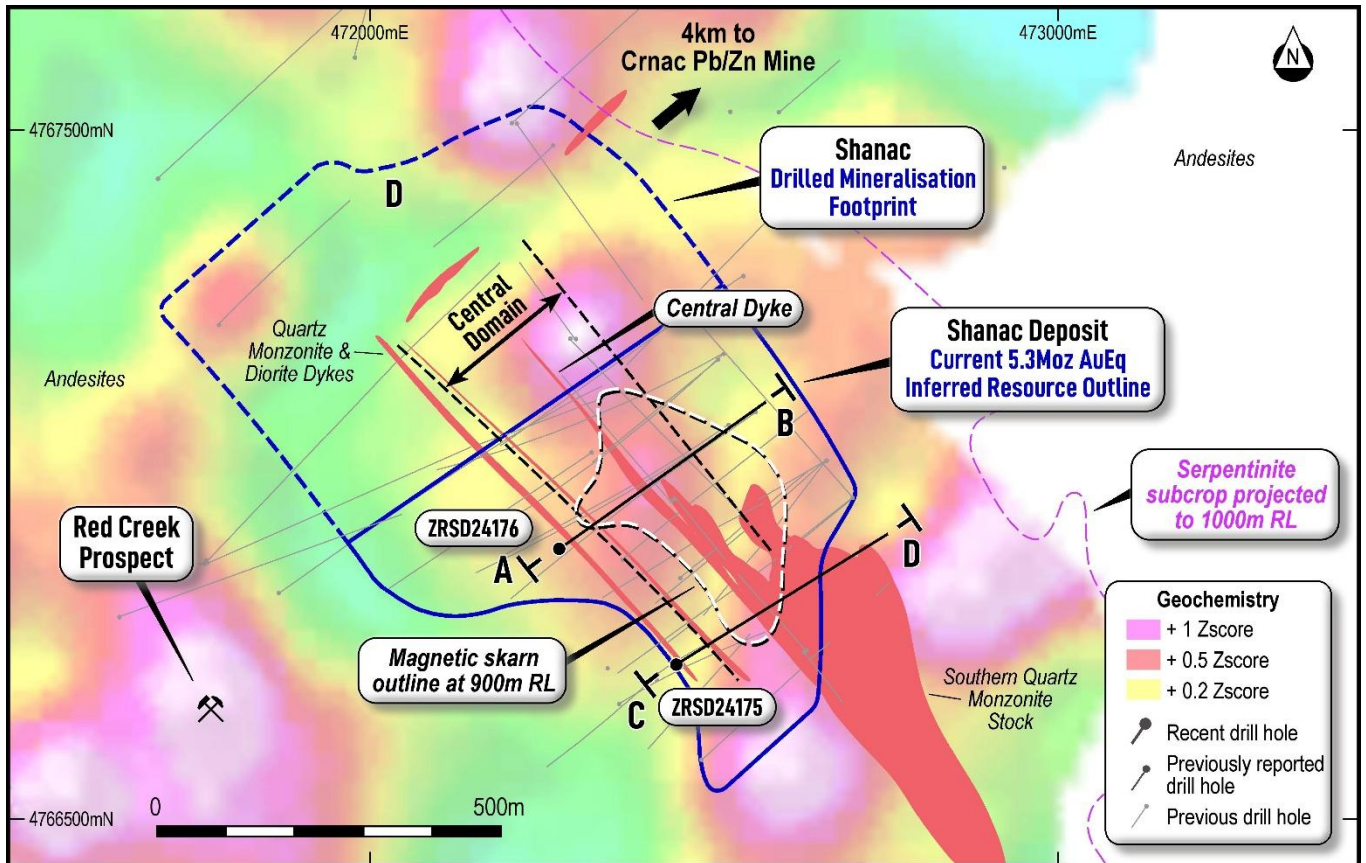 472000mE
473000mE
4km to
Crnac Pb/Zn Mine
N
4767500mN
Shanac
Drilled Mineralisation
Footprint
Andesites
D
Central
Domain
Central Dyke
Quartz
Monzonite &
Diorite Dykes
Shanac Deposit
Current 5.3Moz AuEq
Inferred Resource Outline
Andesites
B
Serpentinite
subcrop projected
to 1000m RL
Red Creek
Prospect
ZRSD24176
A
D
Magnetic skarn
outline at 900m RL
C
ZRSD24175
Southern Quartz
Monzonite
Stock
Geochemistry
+ 1 Zscore
+ 0.5 Zscore
+ 0.2 Zscore
Recent drill hole
Previously reported
drill hole
Previous drill hole
0
500m
4766500mN